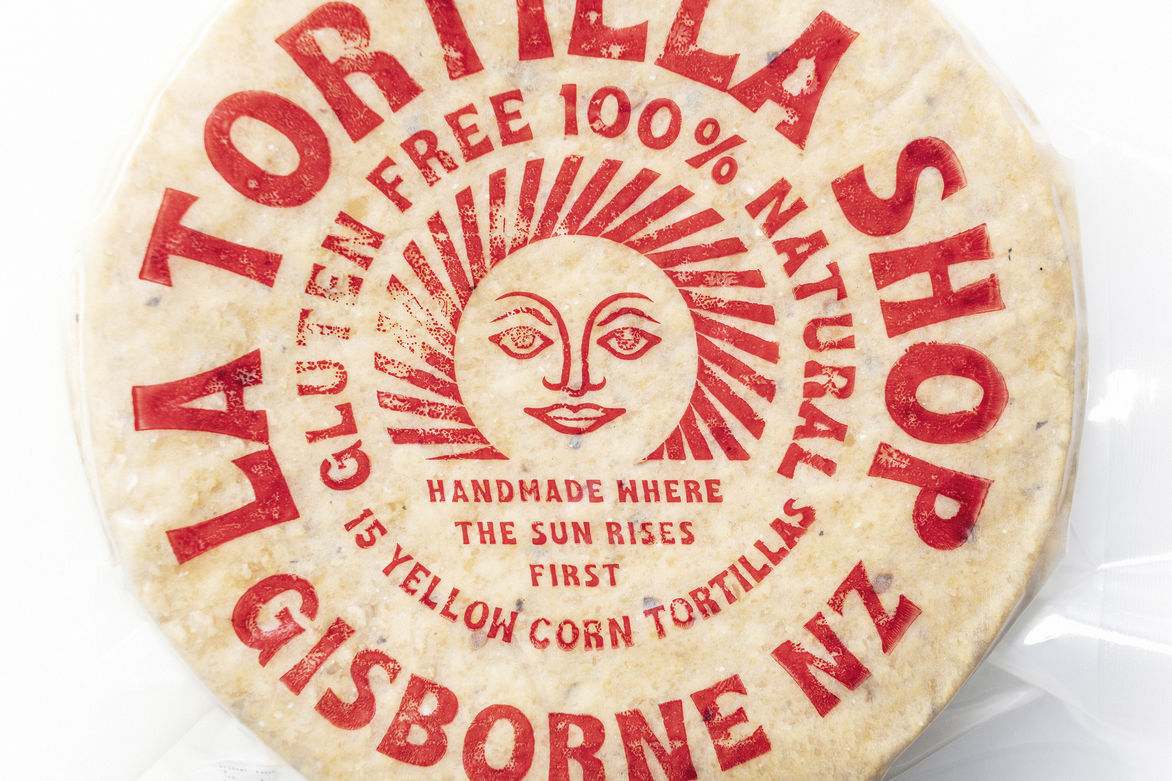 LA TORTILLA SHOP
GISBORNE NZ
GLUTEN FREE 100% NATURAL
15 YELLOW CORN TORTILLAS
HANDMADE WHERE
THE SUN RISES
FIRST